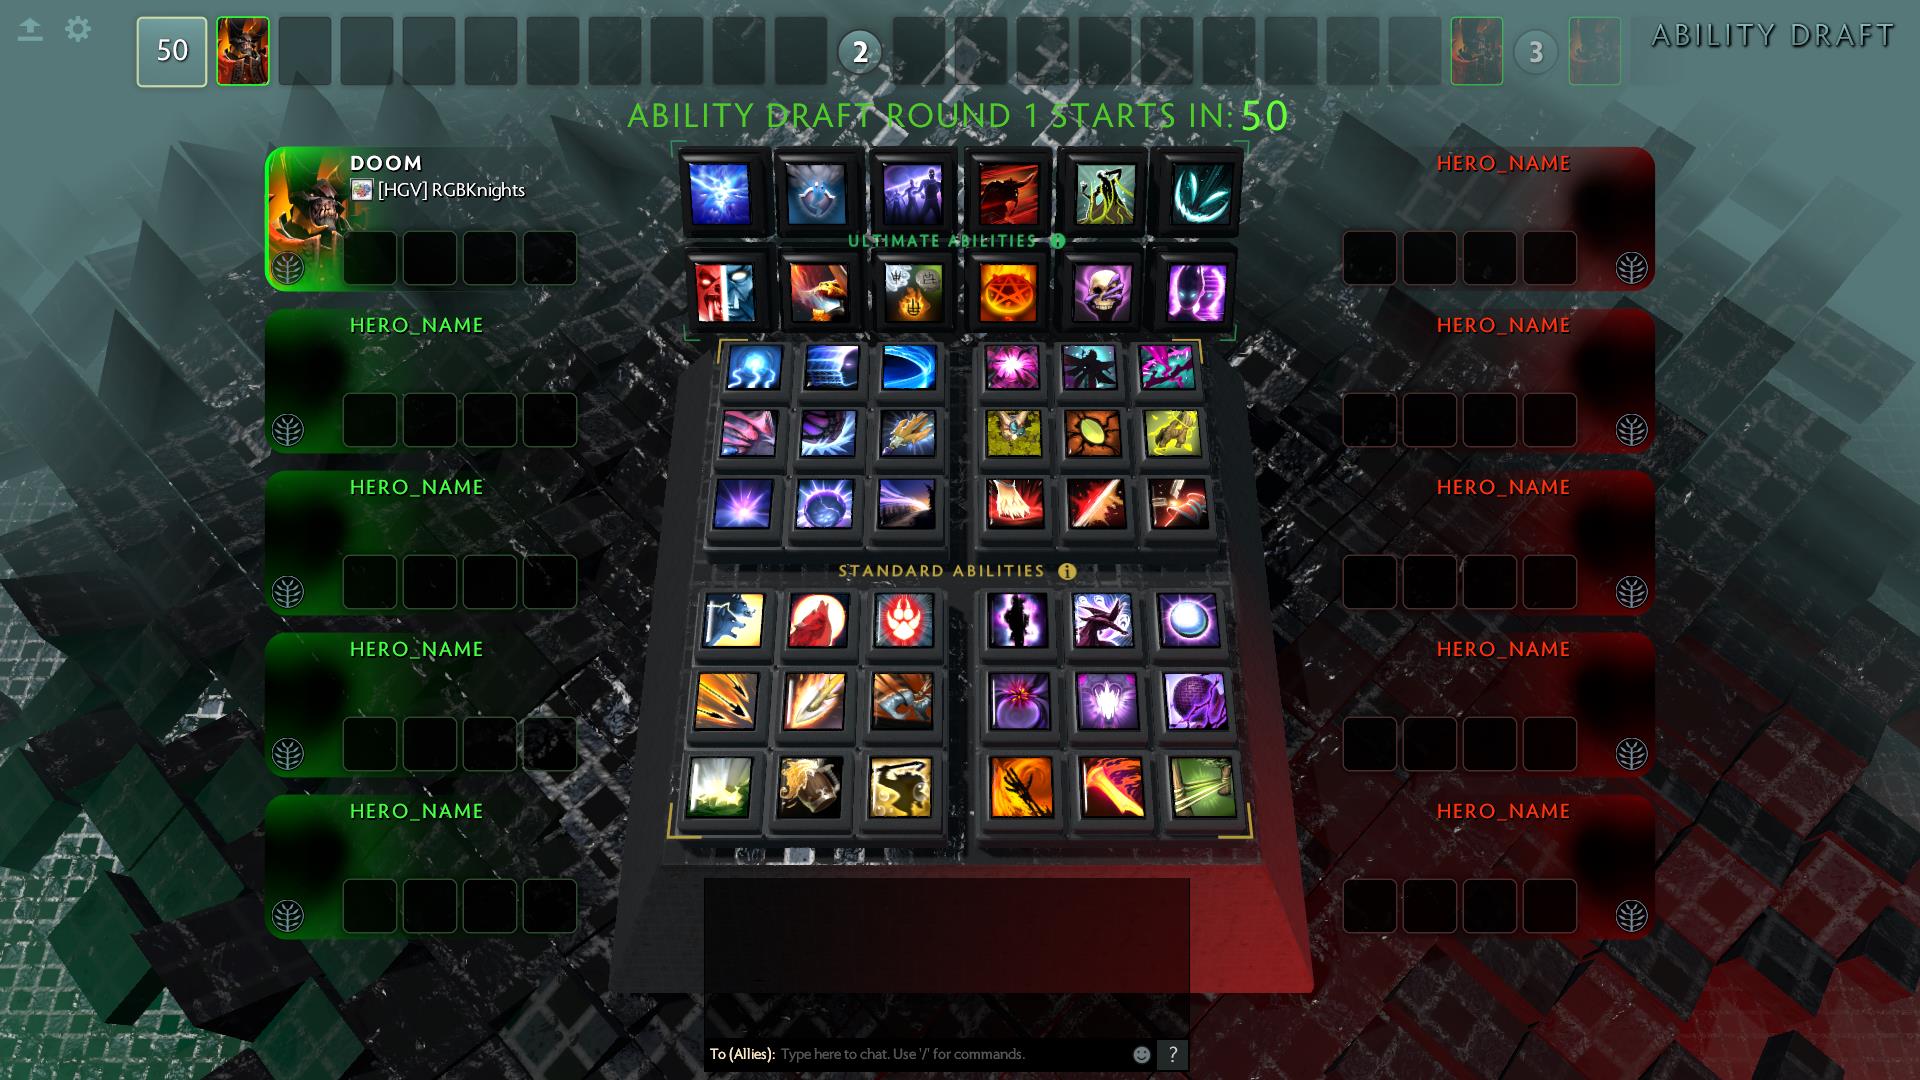 50
2
3
ABILITY DRAFT
ABILITY DRAFT ROUND 1 STARTS IN: 50
DOOM
[HGV] RGBKnights
HERO_NAME
HERO_NAME
HERO_NAME
HERO_NAME
ULTIMATE ABILITIES i
STANDARD ABILITIES i
HERO_NAME
HERO_NAME
HERO_NAME
HERO_NAME
HERO_NAME
To (Allies): Type here to chat. Use '/' for commands.
?